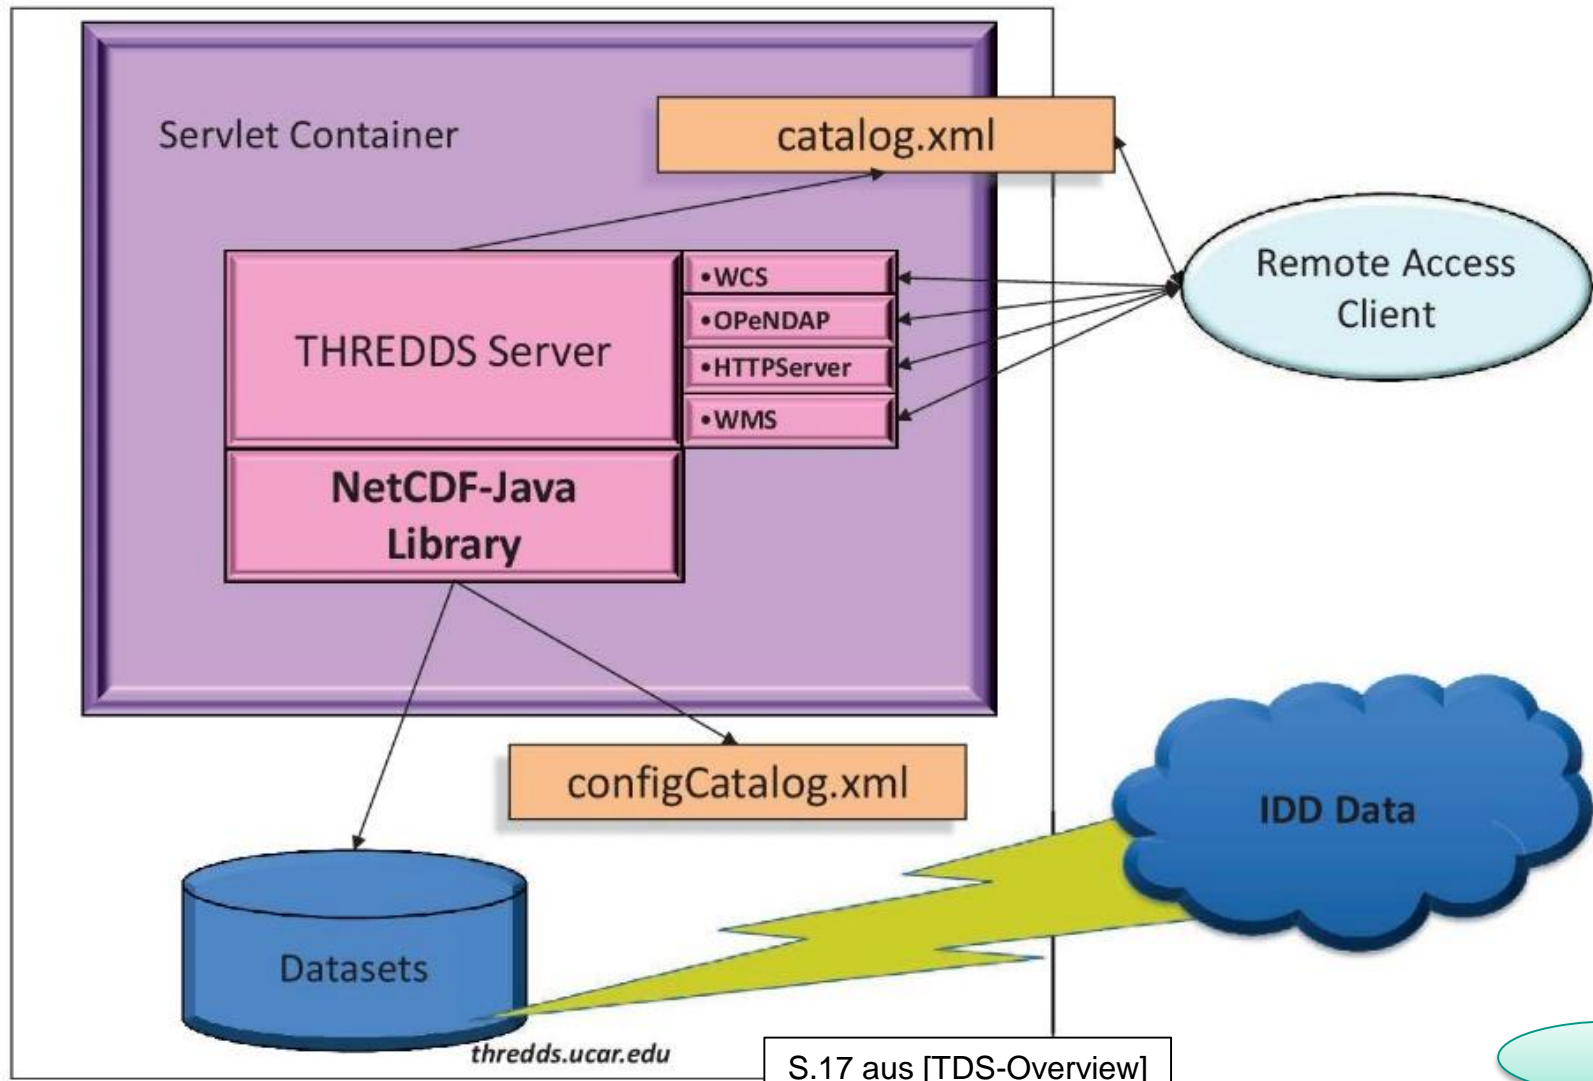 Servlet Container
catalog.xml
THREDDS Server
•WCS
•OPeNDAP
•HTTPServer
•WMS
Remote Access
Client
NetCDF-Java
Library
configCatalog.xml
IDD Data
Datasets
thredds.ucar.edu
S.17 aus [TDS-Overview]